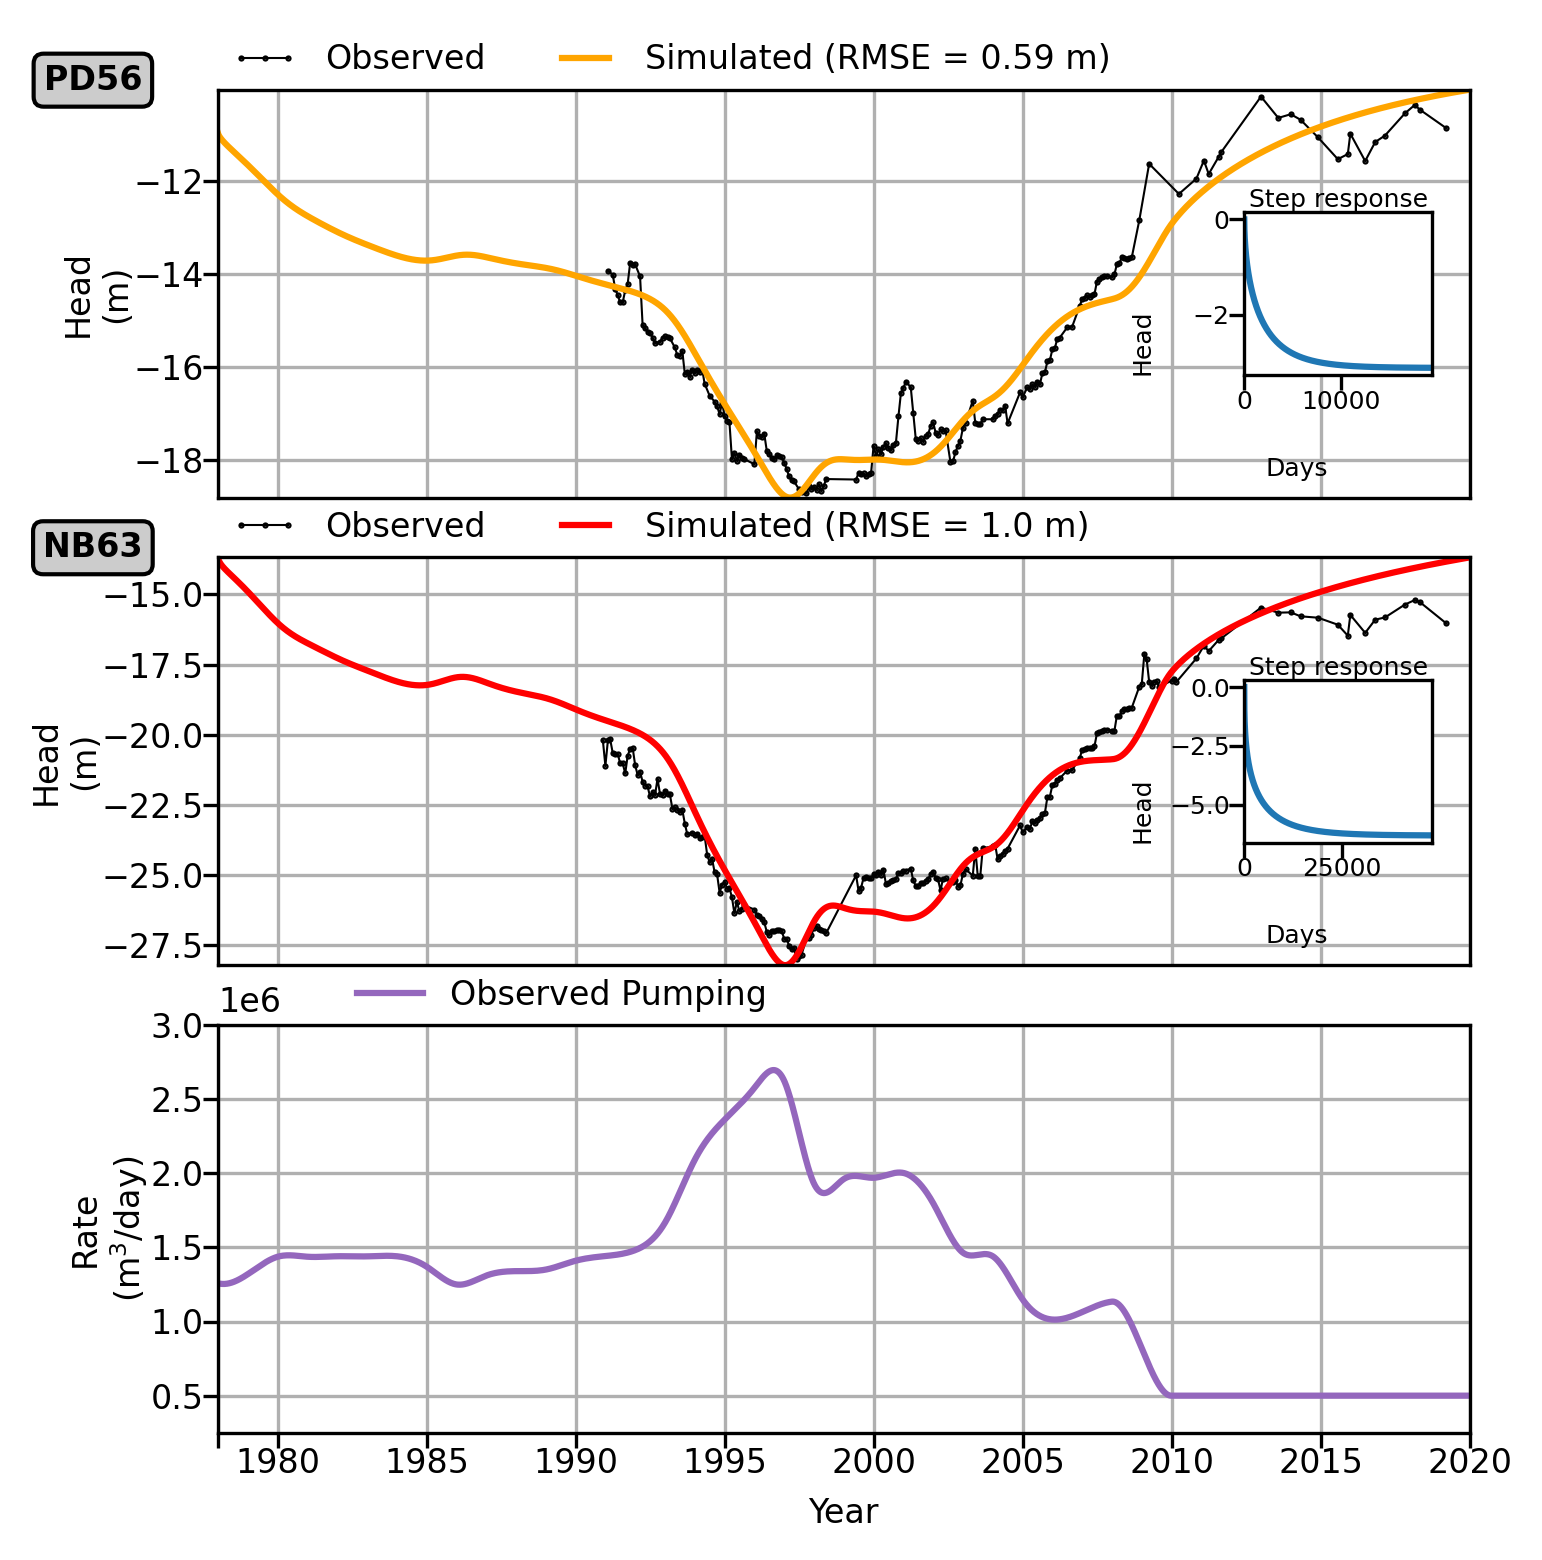 PD56
Observed
Simulated (RMSE = 0.59 m)
Head
(m)
−12
−14
−16
−18
Step response
0
−2
Head
0
10000
Days
NB63
Observed
Simulated (RMSE = 1.0 m)
Head
(m)
−15.0
−17.5
−20.0
−22.5
−25.0
−27.5
Step response
0.0
−2.5
−5.0
Head
0
25000
Days
1e6
Observed Pumping
Rate
(m³/day)
3.0
2.5
2.0
1.5
1.0
0.5
1980 1985 1990 1995 2000 2005 2010 2015 2020
Year